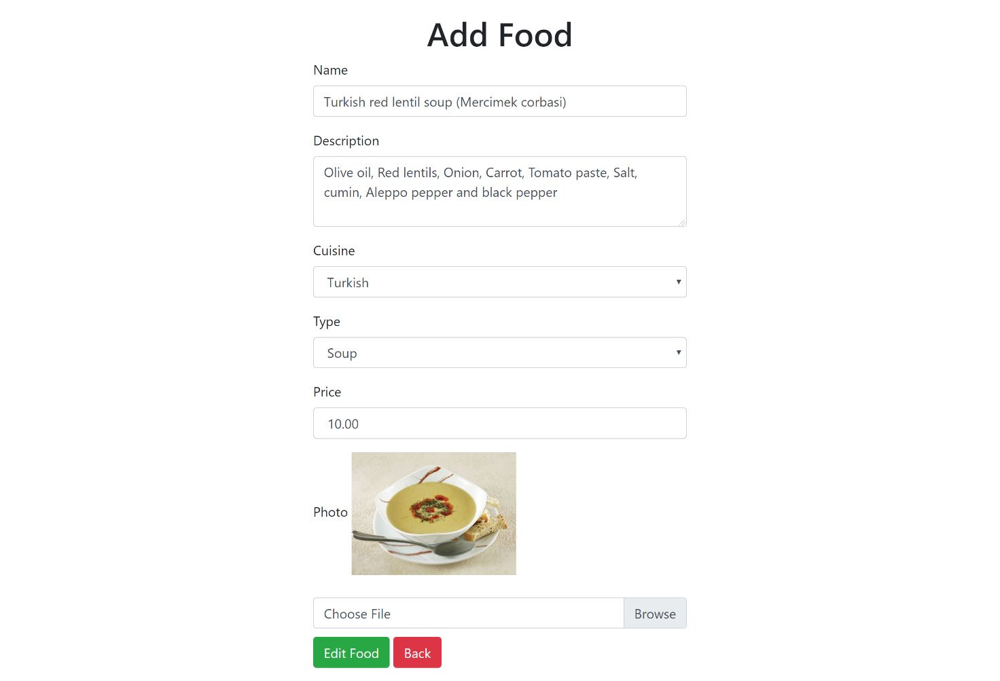 Add Food
Name
Turkish red lentil soup (Mercimek corbasi)
Description
Olive oil, Red lentils, Onion, Carrot, Tomato paste, Salt,
cumin, Aleppo pepper and black pepper
Cuisine
Turkish
Type
Soup
Price
10.00
Photo
Choose File Browse
Edit Food Back